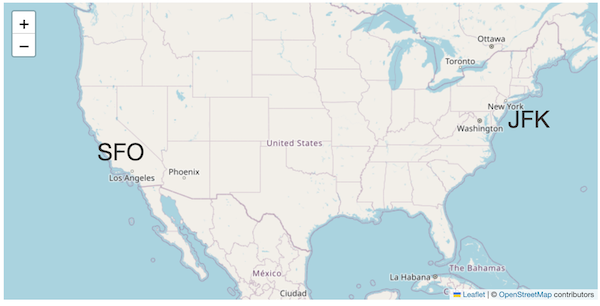 +
−
Ottawa
Toronto
New York
JFK
Washington
United States
SFO
Phoenix
Los Angeles
México
La Habana
The Bahamas
Ciudad
Leaflet | © OpenStreetMap contributors